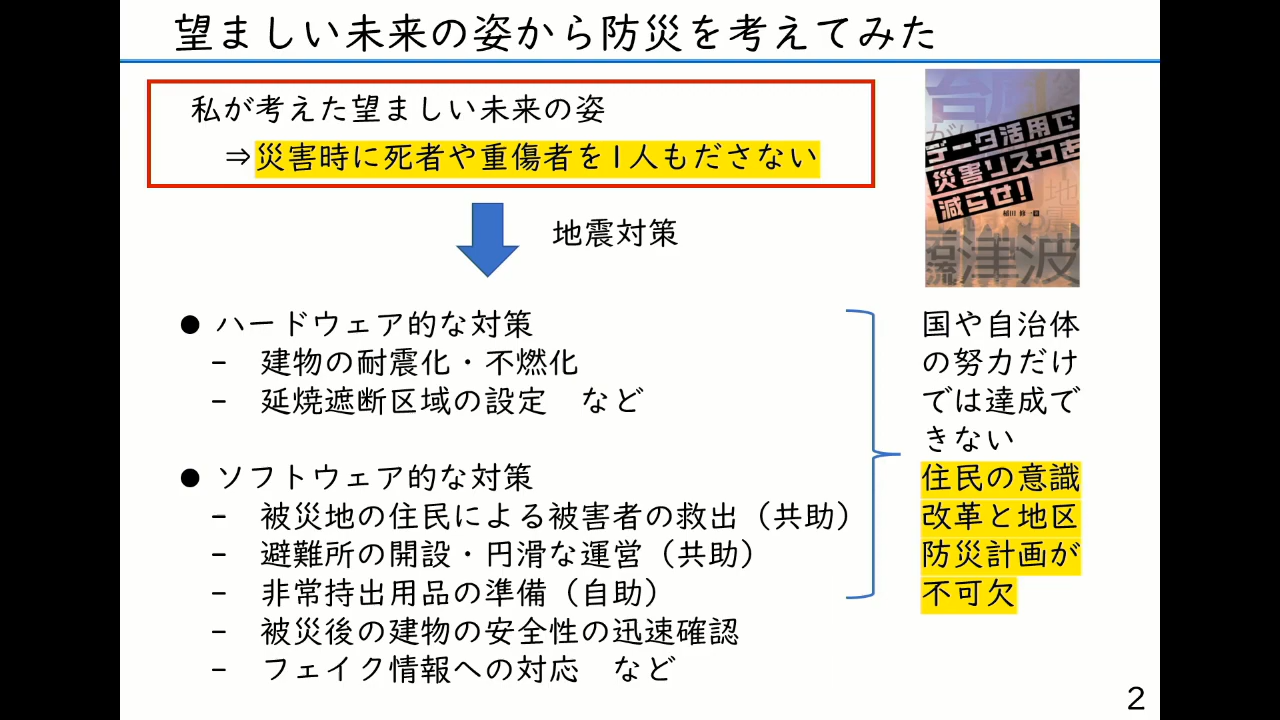 望ましい未来の姿から防災を考えてみた
私が考えた望ましい未来の姿
⇒災害時に死者や重傷者を1人もださない
地震対策
● ハードウェア的な対策
− 建物の耐震化・不燃化
− 延焼遮断区域の設定 など
● ソフトウェア的な対策
− 被災地の住民による被害者の救出（共助）
− 避難所の開設・円滑な運営（共助）
− 非常持出用品の準備（自助）
− 被災後の建物の安全性の迅速確認
− フェイク情報への対応 など
データ活用で
災害リスクを
減らせ!
津波
国や自治体
の努力だけ
では達成で
きない
住民の意識
改革と地区
防災計画が
不可欠
2